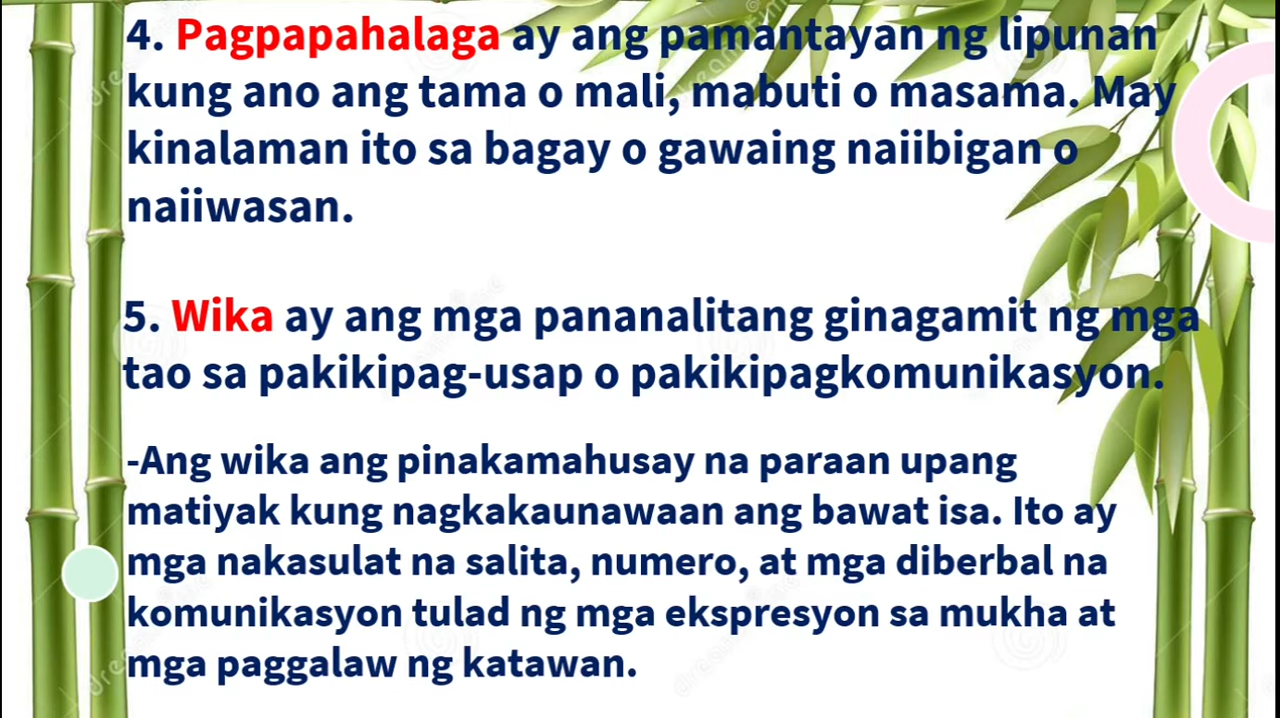 4. Pagpapahalaga ay ang pamantayan ng lipunan
kung ano ang tama o mali, mabuti o masama. May
kinalaman ito sa bagay o gawaing naiibigan o
naiiwasan.
5. Wika ay ang mga pananalitang ginagamit ng mga
tao sa pakikipag-usap o pakikipagkomunikasyon.
-Ang wika ang pinakamahusay na paraan upang
matiyak kung nagkakaunawaan ang bawat isa. Ito ay
mga nakasulat na salita, numero, at mga diberbal na
komunikasyon tulad ng mga ekspresyon sa mukha at
mga paggalaw ng katawan.